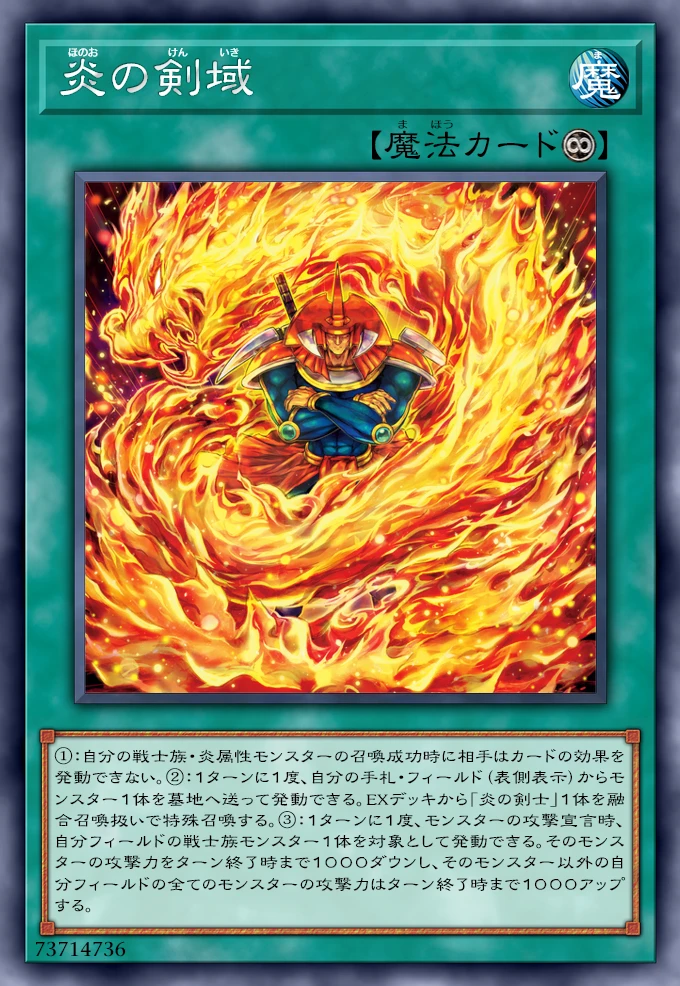 ほのお けん いき
炎の剣域
ま
魔
ま ほう
【魔法カード♾】
①:自分の戦士族・炎属性モンスターの召喚成功時に相手はカードの効果を
発動できない。②:1ターンに1度、自分の手札・フィールド(表側表示)からモ
ンスター1体を墓地へ送って発動できる。EXデッキから「炎の剣士」1体を融
合召喚扱いで特殊召喚する。③:1ターンに1度、モンスターの攻撃宣言時、
自分フィールドの戦士族モンスター1体を対象として発動できる。そのモンス
ターの攻撃力をターン終了時まで1000ダウンし、そのモンスター以外の自
分フィールドの全てのモンスターの攻撃力はターン終了時まで1000アップ
する。
73714736